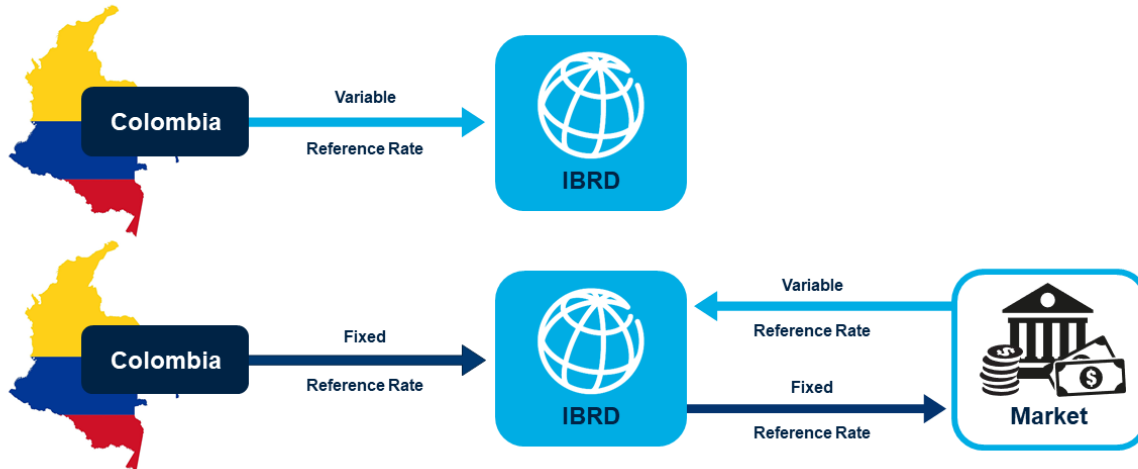 Colombia
Variable
Reference Rate
IBRD
Colombia
Fixed
Reference Rate
IBRD
Variable
Reference Rate
Fixed
Reference Rate
Market